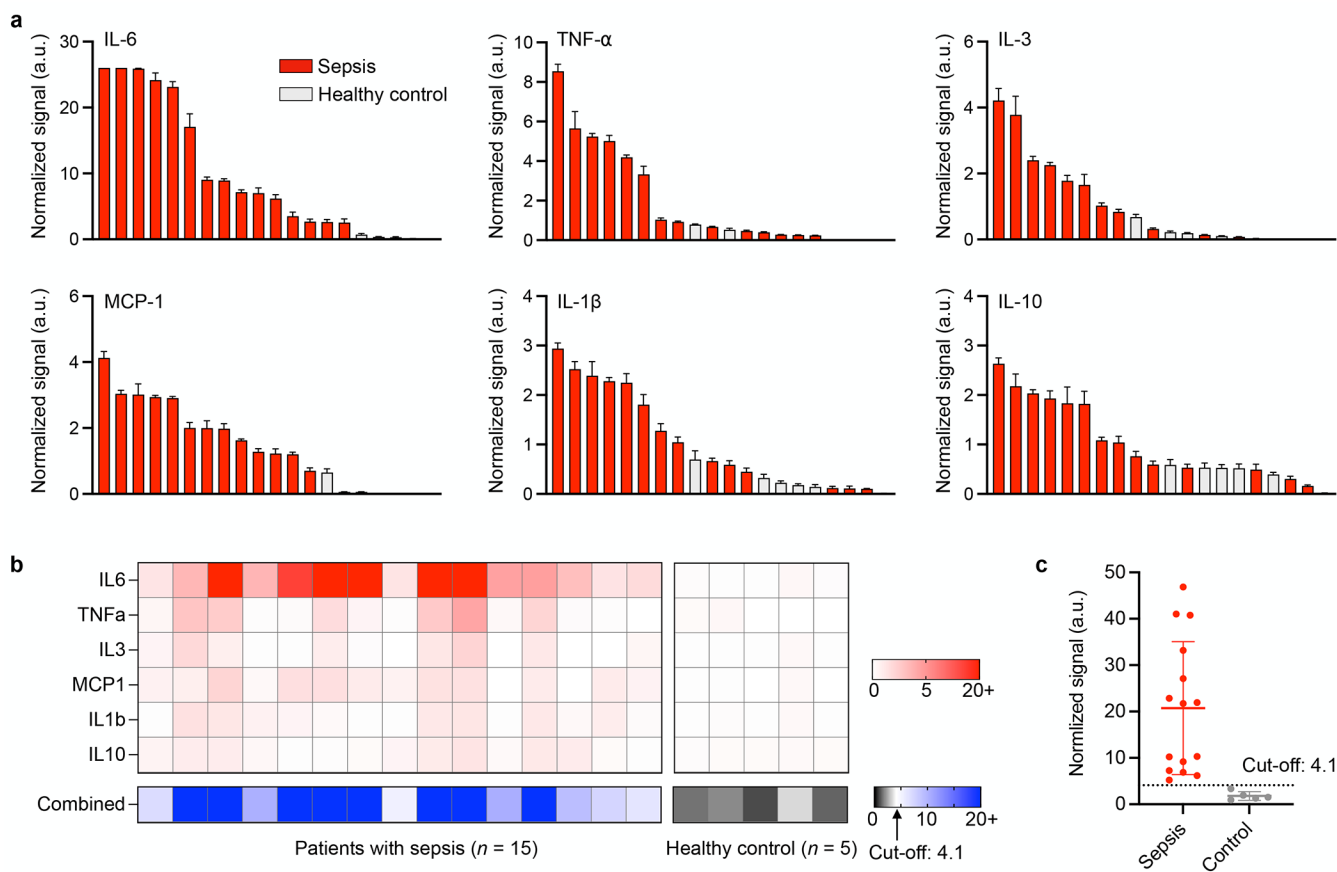 a
IL-6
TNF-α
IL-3
Normalized signal (a.u.)
30
20
10
0
Sepsis
Healthy control
Normalized signal (a.u.)
10
8
6
4
2
0
Normalized signal (a.u.)
6
4
2
0
MCP-1
IL-1β
IL-10
Normalized signal (a.u.)
6
4
2
0
Normalized signal (a.u.)
4
3
2
1
0
Normalized signal (a.u.)
4
3
2
1
0
b
IL6
TNFa
IL3
MCP1
IL1b
IL10
Combined
Patients with sepsis (n = 15)
Healthy control (n = 5)
0 5 20+
0 10 20+
Cut-off: 4.1
c
Normlized signal (a.u.)
50
40
30
20
10
0
Cut-off: 4.1
Sepsis
Control